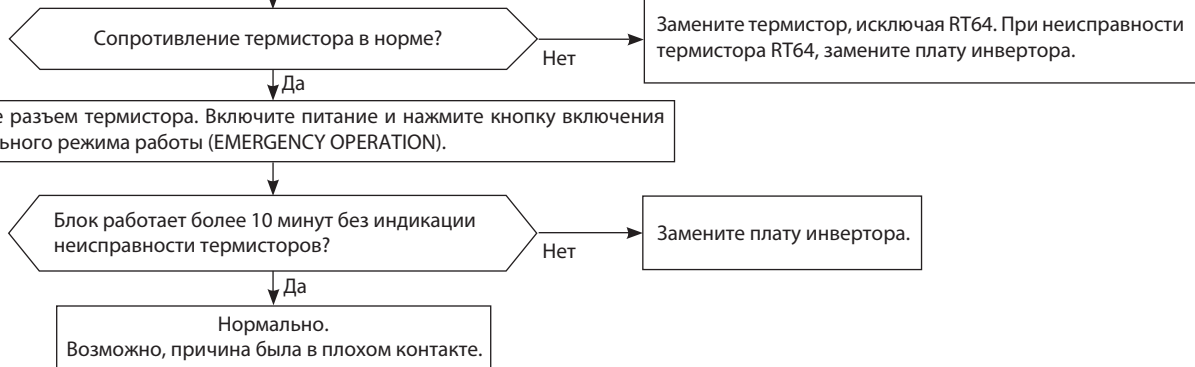 Сопротивление термистора в норме?
Нет
Замените термистор, исключая RT64. При неисправности
термистора RT64, замените плату инвертора.
Да
разъем термистора. Включите питание и нажмите кнопку включения
режима работы (EMERGENCY OPERATION).
Блок работает более 10 минут без индикации
неисправности термисторов?
Нет
Замените плату инвертора.
Да
Нормально.
Возможно, причина была в плохом контакте.